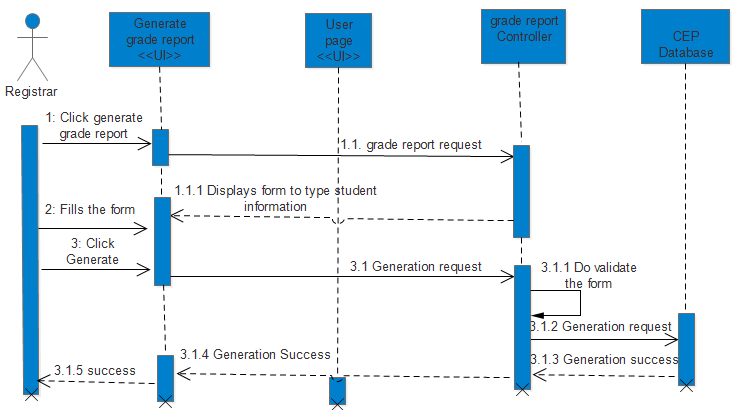 Generate
grade report
<<UI>>
User
page
<<UI>>
grade report
Controller
CEP
Database
Registrar
1: Click generate
grade report
1.1. grade report request
1.1.1 Displays form to type student
information
2: Fills the form
3: Click
Generate
3.1 Generation request
3.1.1 Do validate
the form
3.1.2 Generation request
3.1.3 Generation success
3.1.4 Generation Success
3.1.5 success